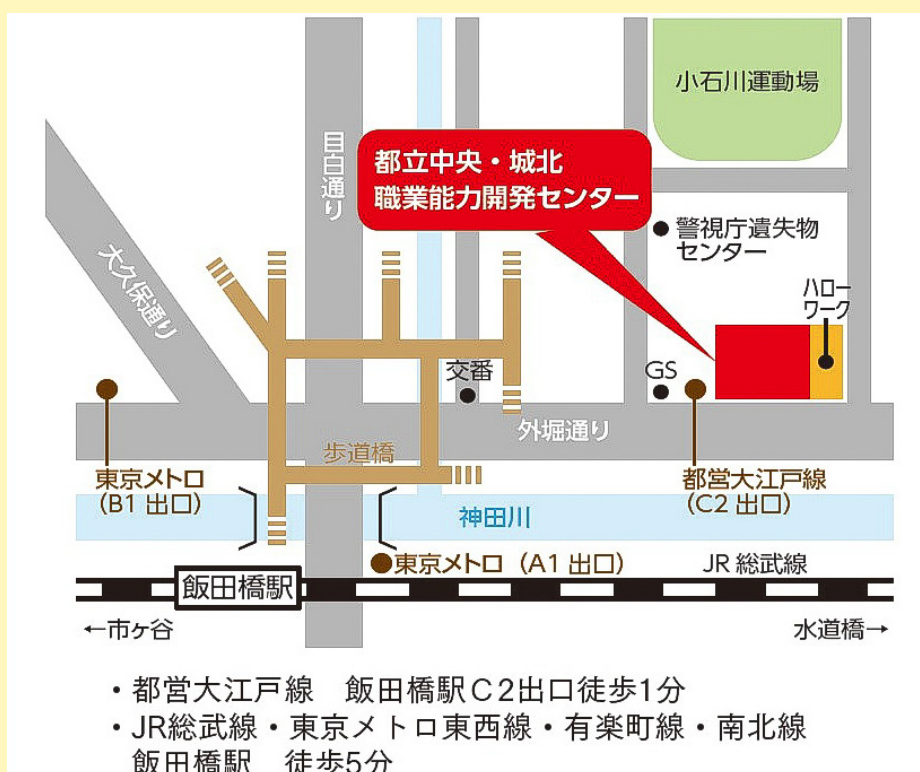 小石川運動場
目白通り
都立中央・城北
職業能力開発センター
警視庁遺失物
センター
大久保通り
ハロー
ワーク
交番
GS
外堀通り
歩道橋
東京メトロ
（B1 出口）
都営大江戸線
（C2 出口）
神田川
東京メトロ（A1 出口）
JR 総武線
飯田橋駅
←市ヶ谷
水道橋→
・都営大江戸線　飯田橋駅C2出口徒歩1分
・JR総武線・東京メトロ東西線・有楽町線・南北線
飯田橋駅　徒歩5分